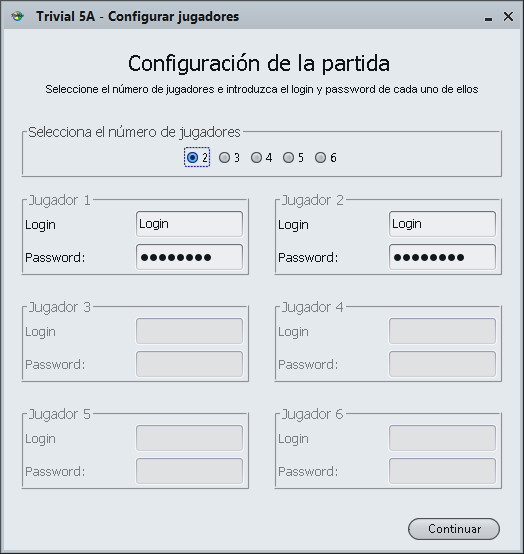 Trivial 5A - Configurar jugadores
Configuración de la partida
Seleccione el número de jugadores e introduzca el login y password de cada uno de ellos
Selecciona el número de jugadores
2 3 4 5 6
Jugador 1
Login Login
Password: ●●●●●●●●
Jugador 2
Login Login
Password: ●●●●●●●●
Jugador 3
Login
Password:
Jugador 4
Login
Password:
Jugador 5
Login
Password:
Jugador 6
Login
Password:
Continuar